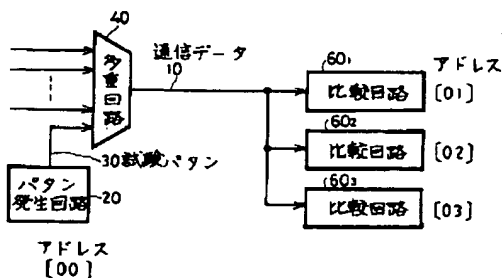 40
多重回路
通信データ
10
60₁
アドレス
比較回路
[01]
60₂
比較回路
[02]
60₃
比較回路
[03]
30試験パタン
パタン
発生回路
20
アドレス
[00]